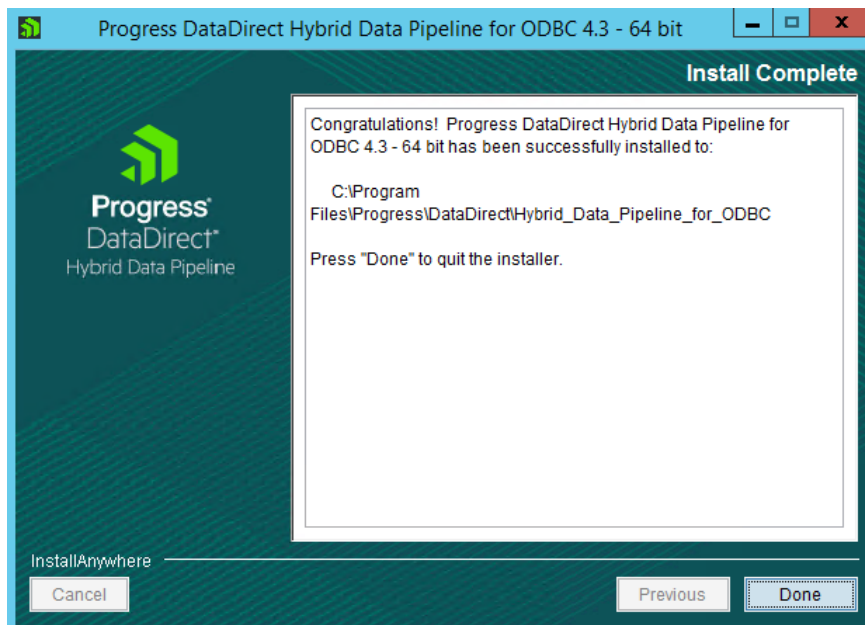 Progress DataDirect Hybrid Data Pipeline for ODBC 4.3 - 64 bit
Install Complete
Progress®
DataDirect®
Hybrid Data Pipeline
Congratulations! Progress DataDirect Hybrid Data Pipeline for
ODBC 4.3 - 64 bit has been successfully installed to:
C:\Program
Files\Progress\DataDirect\Hybrid_Data_Pipeline_for_ODBC
Press "Done" to quit the installer.
InstallAnywhere
Cancel
Previous
Done